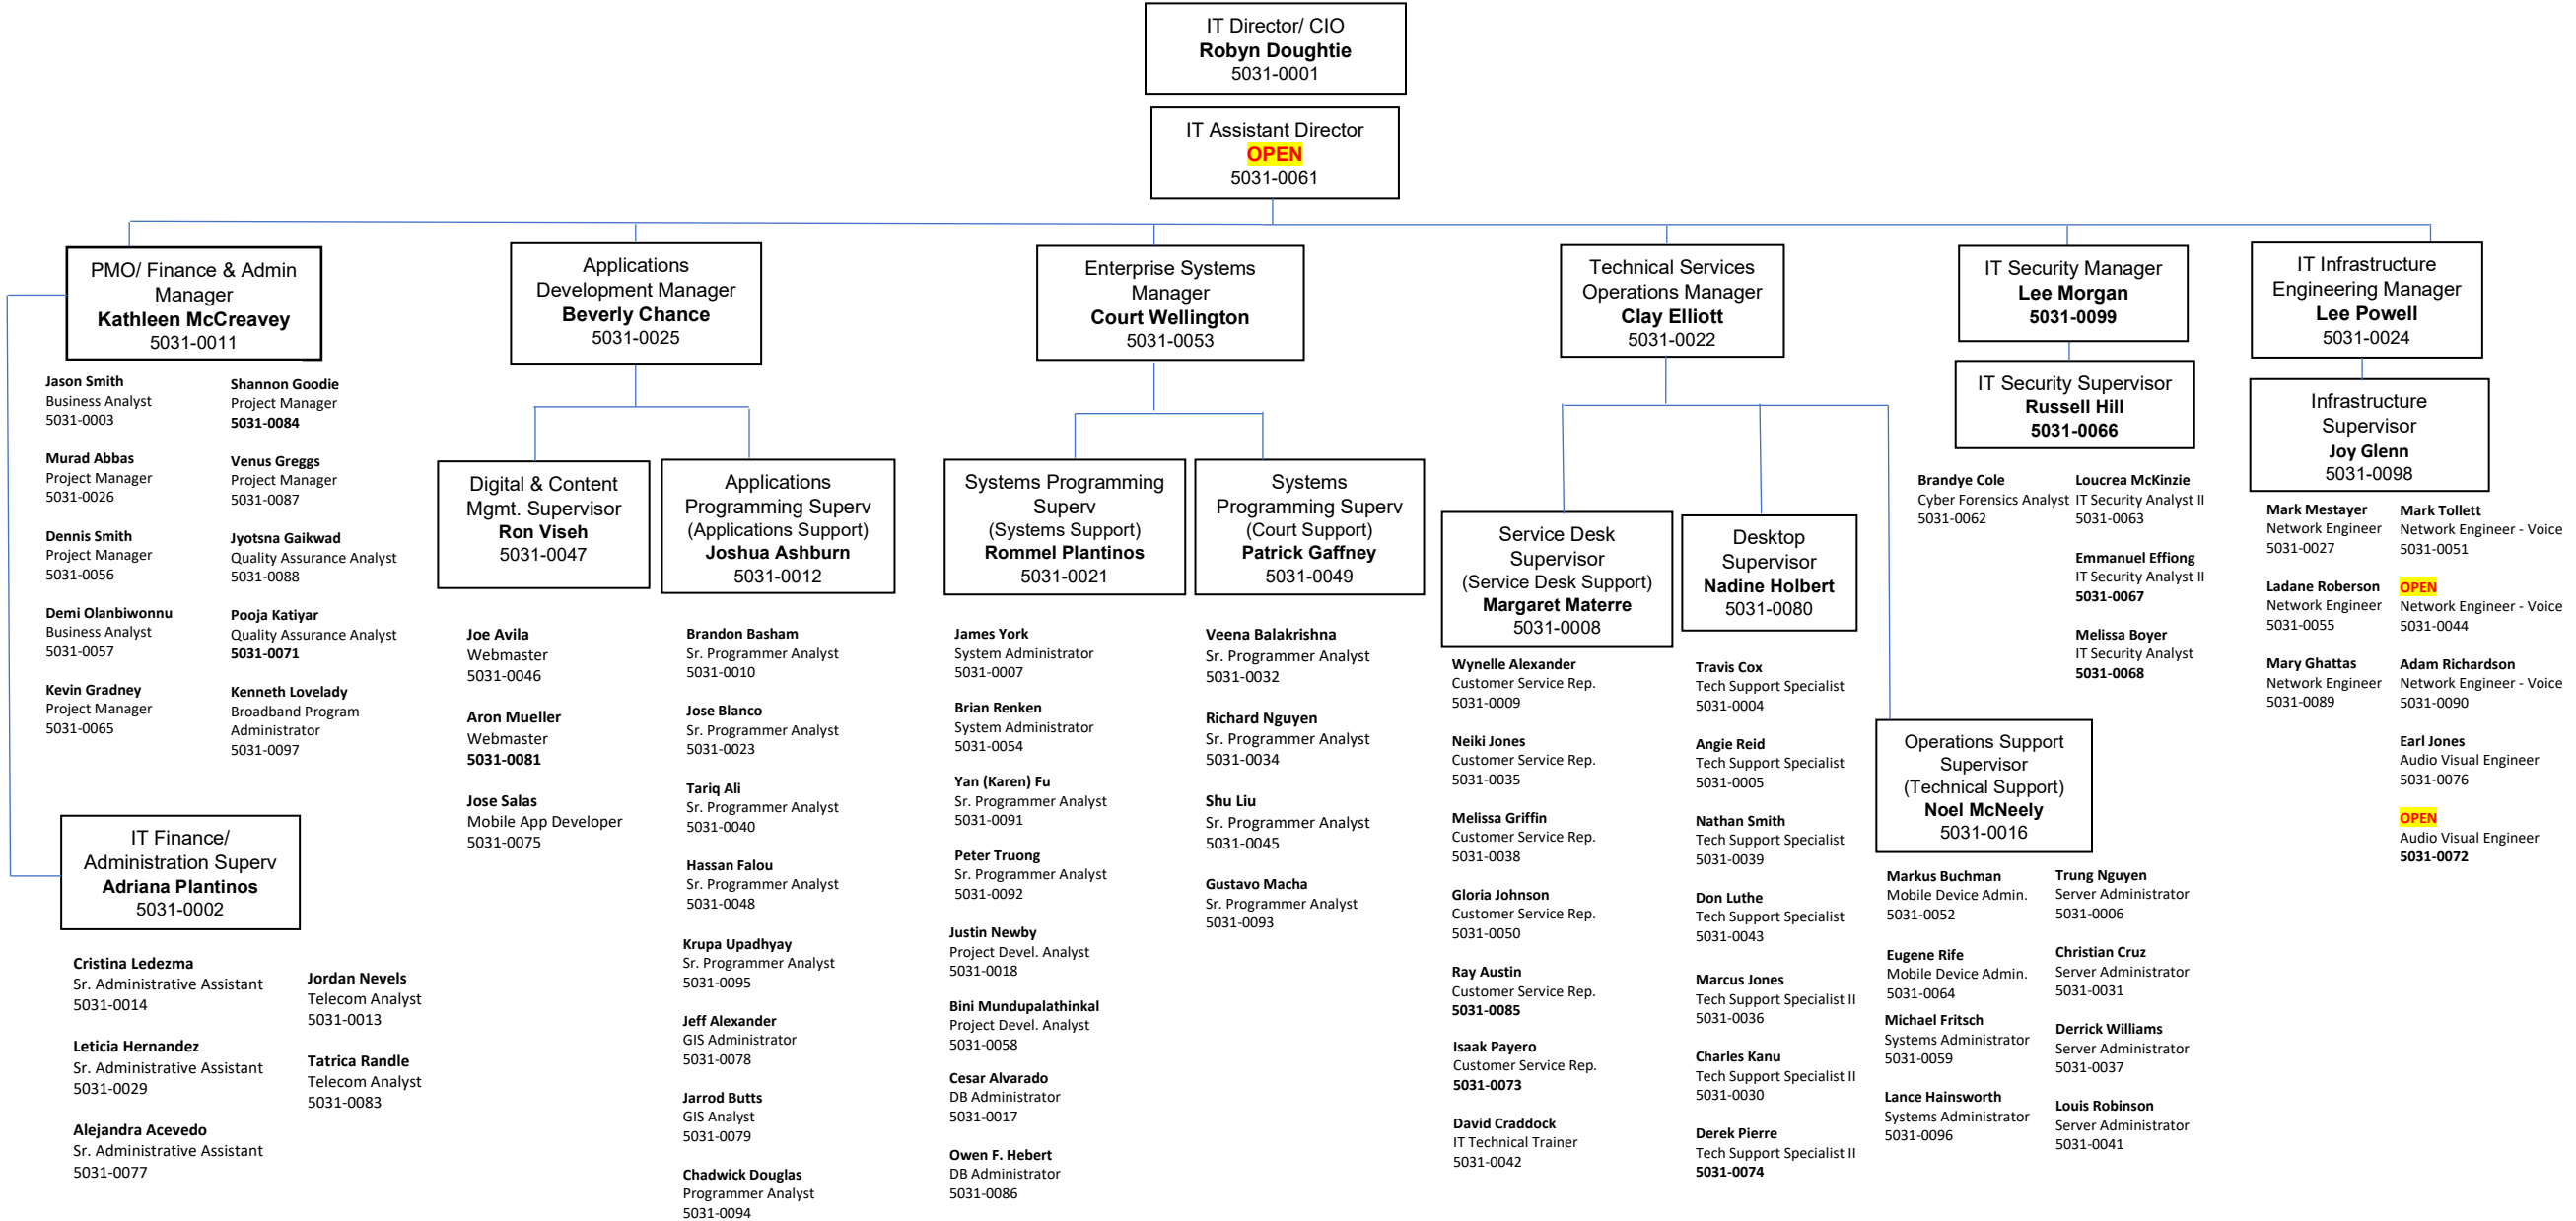 IT Director/ CIO
Robyn Doughtie
5031-0001
IT Assistant Director
OPEN
5031-0061
PMO/ Finance & Admin
Manager
Kathleen McCreavey
5031-0011
Jason Smith
Business Analyst
5031-0003
Murad Abbas
Project Manager
5031-0026
Dennis Smith
Project Manager
5031-0056
Demi Olanbiwonnu
Business Analyst
5031-0057
Kevin Gradney
Project Manager
5031-0065
Shannon Goodie
Project Manager
5031-0084
Venus Greggs
Project Manager
5031-0087
Jyotsna Gaikwad
Quality Assurance Analyst
5031-0088
Pooja Katiyar
Quality Assurance Analyst
5031-0071
Kenneth Lovelady
Broadband Program
Administrator
5031-0097
IT Finance/
Administration Superv
Adriana Plantinos
5031-0002
Cristina Ledezma
Sr. Administrative Assistant
5031-0014
Leticia Hernandez
Sr. Administrative Assistant
5031-0029
Alejandra Acevedo
Sr. Administrative Assistant
5031-0077
Jordan Nevels
Telecom Analyst
5031-0013
Tatrica Randle
Telecom Analyst
5031-0083
Applications
Development Manager
Beverly Chance
5031-0025
Digital & Content
Mgmt. Supervisor
Ron Viseh
5031-0047
Joe Avila
Webmaster
5031-0046
Aron Mueller
Webmaster
5031-0081
Jose Salas
Mobile App Developer
5031-0075
Applications
Programming Superv
(Applications Support)
Joshua Ashburn
5031-0012
Brandon Basham
Sr. Programmer Analyst
5031-0010
Jose Blanco
Sr. Programmer Analyst
5031-0023
Tariq Ali
Sr. Programmer Analyst
5031-0040
Hassan Falou
Sr. Programmer Analyst
5031-0048
Krupa Upadhyay
Sr. Programmer Analyst
5031-0095
Jeff Alexander
GIS Administrator
5031-0078
Jarrod Butts
GIS Analyst
5031-0079
Chadwick Douglas
Programmer Analyst
5031-0094
Enterprise Systems
Manager
Court Wellington
5031-0053
Systems Programming
Superv
(Systems Support)
Rommel Plantinos
5031-0021
James York
System Administrator
5031-0007
Brian Renken
System Administrator
5031-0054
Yan (Karen) Fu
Sr. Programmer Analyst
5031-0091
Peter Truong
Sr. Programmer Analyst
5031-0092
Justin Newby
Project Devel. Analyst
5031-0018
Bini Mundupalathinkal
Project Devel. Analyst
5031-0058
Cesar Alvarado
DB Administrator
5031-0017
Owen F. Hebert
DB Administrator
5031-0086
Systems
Programming Superv
(Court Support)
Patrick Gaffney
5031-0049
Veena Balakrishna
Sr. Programmer Analyst
5031-0032
Richard Nguyen
Sr. Programmer Analyst
5031-0034
Shu Liu
Sr. Programmer Analyst
5031-0045
Gustavo Macha
Sr. Programmer Analyst
5031-0093
Technical Services
Operations Manager
Clay Elliott
5031-0022
Service Desk
Supervisor
(Service Desk Support)
Margaret Materre
5031-0008
Wynelle Alexander
Customer Service Rep.
5031-0009
Neiki Jones
Customer Service Rep.
5031-0035
Melissa Griffin
Customer Service Rep.
5031-0038
Gloria Johnson
Customer Service Rep.
5031-0050
Ray Austin
Customer Service Rep.
5031-0085
Isaak Payero
Customer Service Rep.
5031-0073
David Craddock
IT Technical Trainer
5031-0042
Desktop
Supervisor
Nadine Holbert
5031-0080
Travis Cox
Tech Support Specialist
5031-0004
Angie Reid
Tech Support Specialist
5031-0005
Nathan Smith
Tech Support Specialist
5031-0039
Don Luthe
Tech Support Specialist
5031-0043
Marcus Jones
Tech Support Specialist II
5031-0036
Charles Kanu
Tech Support Specialist II
5031-0030
Derek Pierre
Tech Support Specialist II
5031-0074
Operations Support
Supervisor
(Technical Support)
Noel McNeely
5031-0016
Markus Buchman
Mobile Device Admin.
5031-0052
Eugene Rife
Mobile Device Admin.
5031-0064
Michael Fritsch
Systems Administrator
5031-0059
Lance Hainsworth
Systems Administrator
5031-0096
Trung Nguyen
Server Administrator
5031-0006
Christian Cruz
Server Administrator
5031-0031
Derrick Williams
Server Administrator
5031-0037
Louis Robinson
Server Administrator
5031-0041
IT Security Manager
Lee Morgan
5031-0099
IT Security Supervisor
Russell Hill
5031-0066
Brandye Cole
Cyber Forensics Analyst
5031-0062
Loucrea McKinzie
IT Security Analyst II
5031-0063
Emmanuel Effiong
IT Security Analyst II
5031-0067
Melissa Boyer
IT Security Analyst
5031-0068
IT Infrastructure
Engineering Manager
Lee Powell
5031-0024
Infrastructure
Supervisor
Joy Glenn
5031-0098
Mark Mestayer
Network Engineer
5031-0027
Ladane Roberson
Network Engineer
5031-0055
Mary Ghattas
Network Engineer
5031-0089
Mark Tollett
Network Engineer - Voice
5031-0051
OPEN
Network Engineer - Voice
5031-0044
Adam Richardson
Network Engineer - Voice
5031-0090
Earl Jones
Audio Visual Engineer
5031-0076
OPEN
Audio Visual Engineer
5031-0072